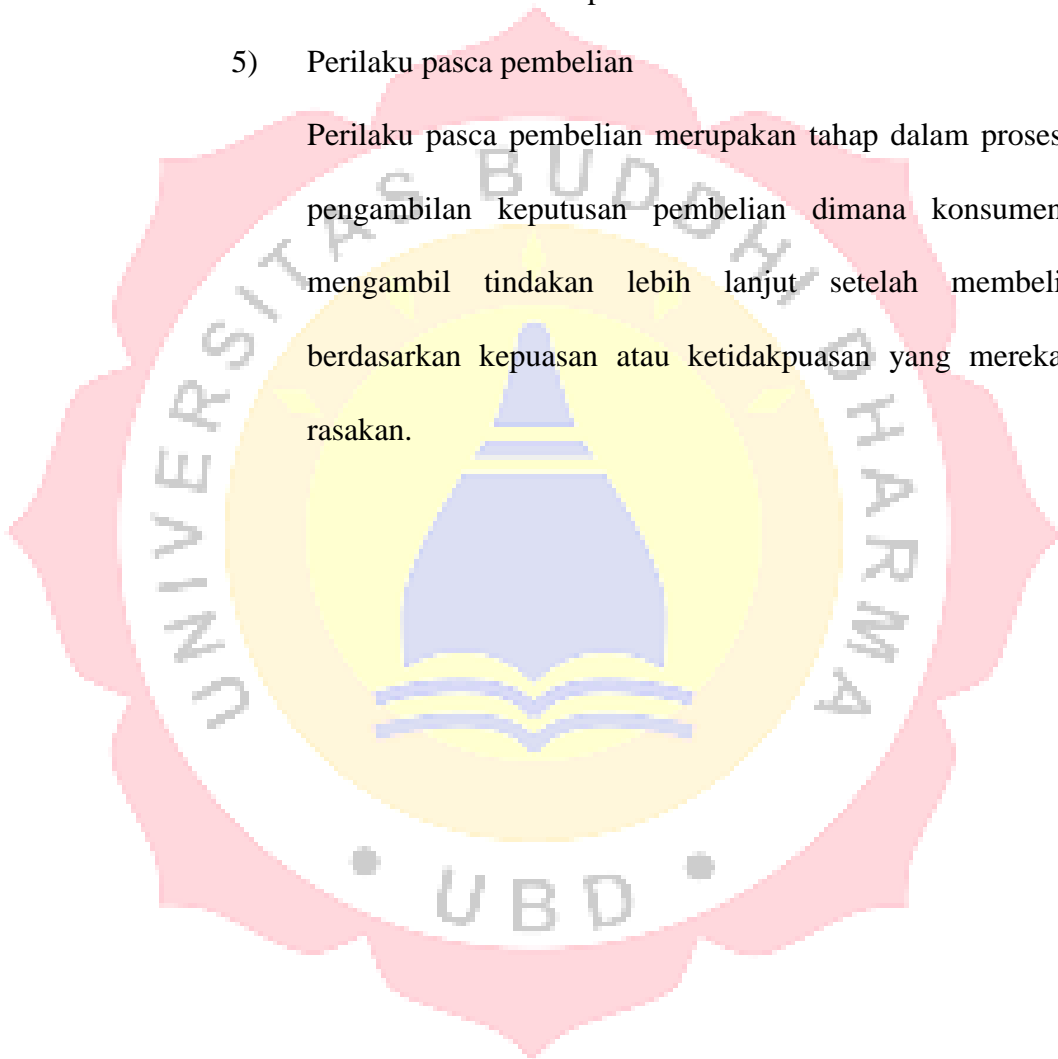 5) Perilaku pasca pembelian
Perilaku pasca pembelian merupakan tahap dalam proses
pengambilan keputusan pembelian dimana konsumen
mengambil tindakan lebih lanjut setelah membeli
berdasarkan kepuasan atau ketidakpuasan yang mereka
rasakan.
UNIVERSITAS BUDDHI DHARMA
• UBD •